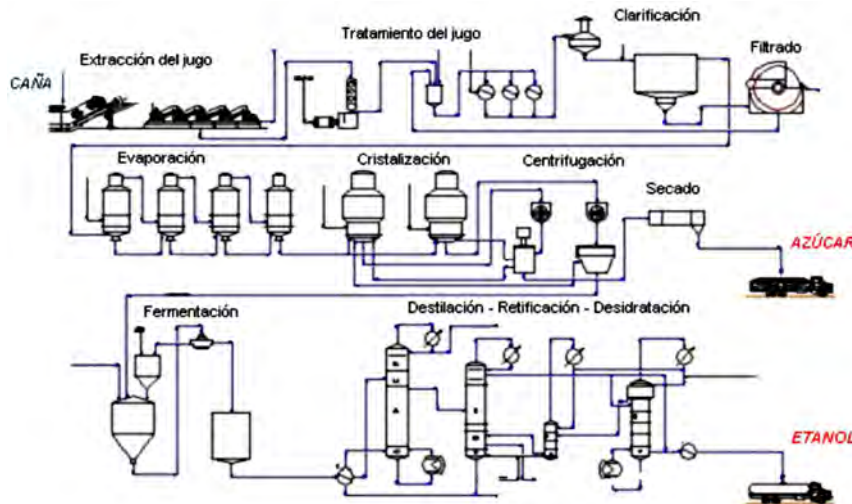 Clarificación
Tratamiento del jugo
Filtrado
Extracción del jugo
CAÑA
Evaporación
Cristalización
Centrifugación
Secado
AZÚCAR
Fermentación
Destilación - Retificación - Desidratación
ETANOL